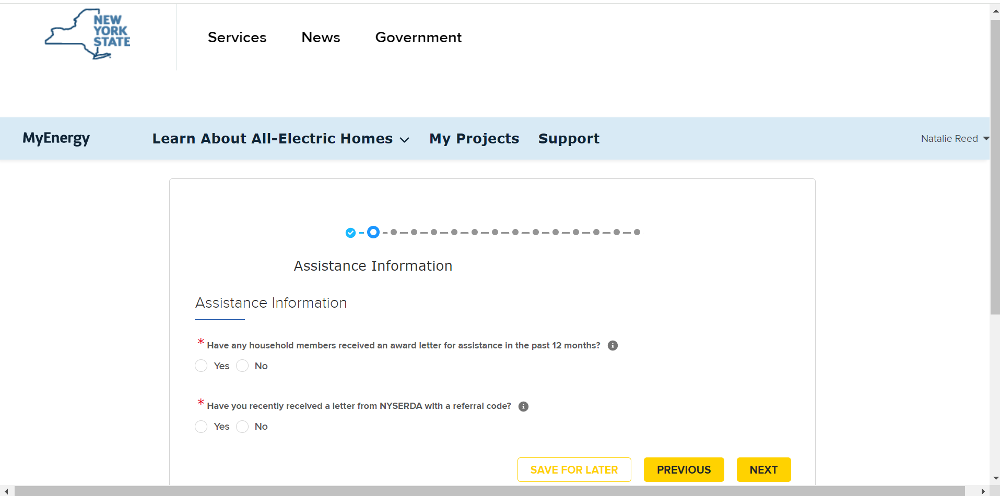 NEW
YORK
STATE
Services News Government
MyEnergy Learn About All-Electric Homes My Projects Support Natalie Reed
Assistance Information
Assistance Information
* Have any household members received an award letter for assistance in the past 12 months?
Yes No
* Have you recently received a letter from NYSERDA with a referral code?
Yes No
SAVE FOR LATER PREVIOUS NEXT